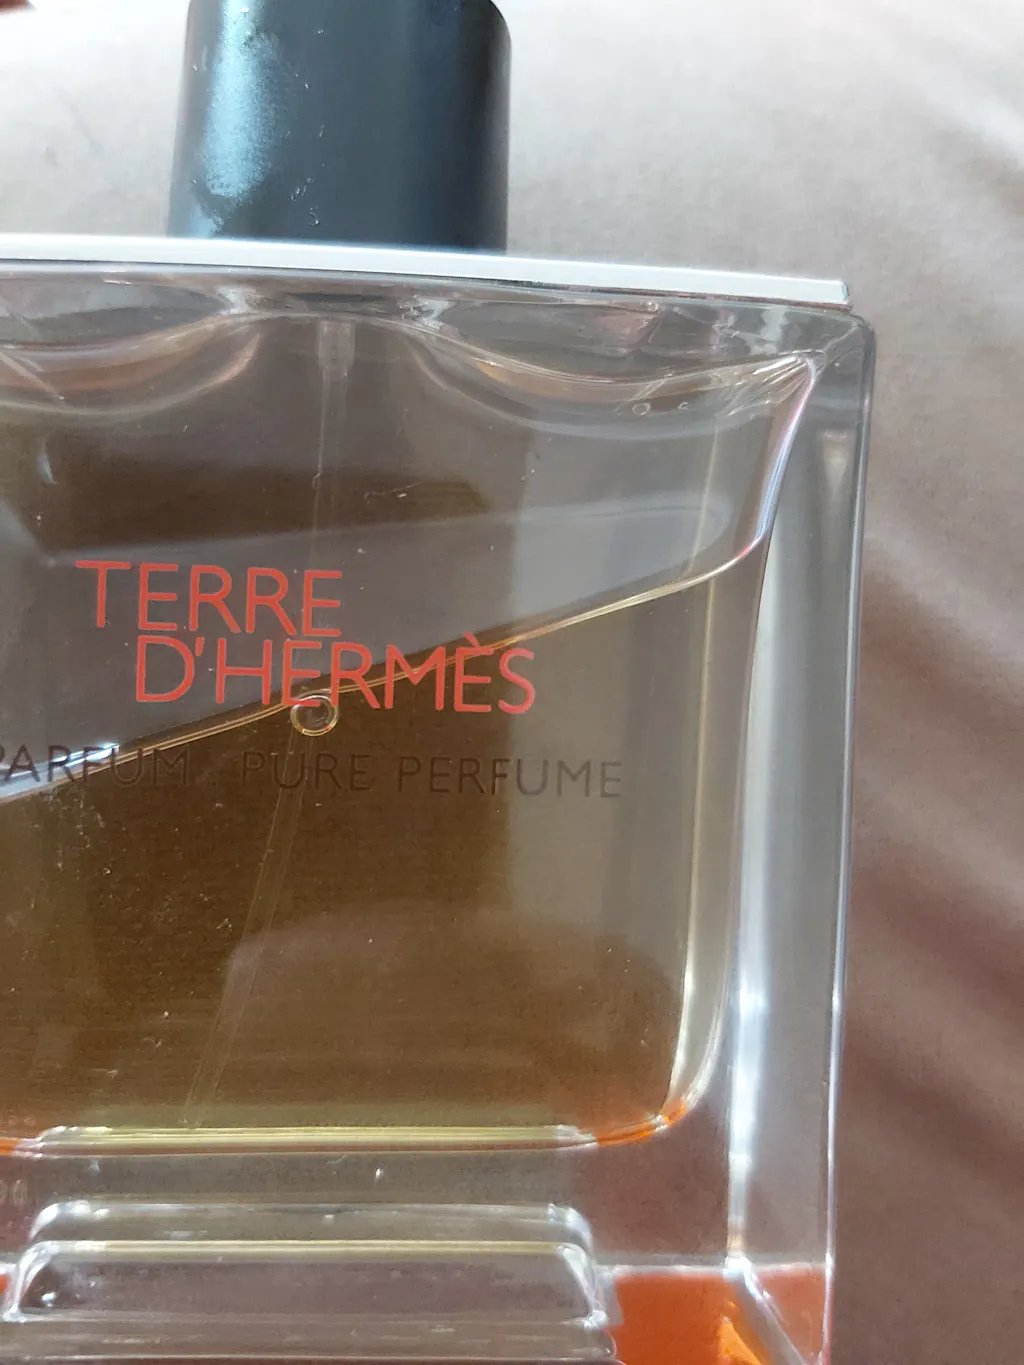 TERRE
D'HERMÈS
PARFUM . PURE PERFUME